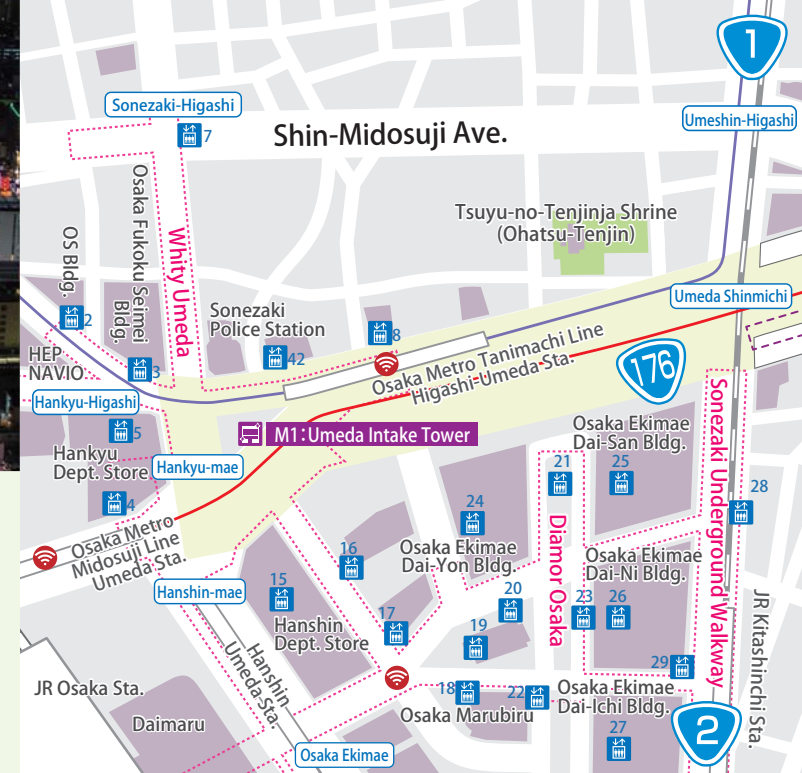 1
Sonezaki-Higashi
7
Umeshin-Higashi
Shin-Midosuji Ave.
Osaka Fukoku Seimei
Bldg.
Whity Umeda
OS Bldg.
Tsuyu-no-Tenjinja Shrine
(Ohatsu-Tenjin)
Umeda Shinmichi
2
Sonezaki
Police Station
8
42
3
HEP
NAVIO
Osaka Metro Tanimachi Line
Higashi-Umeda Sta.
176
Hankyu-Higashi
5
M1:Umeda Intake Tower
Hankyu
Dept. Store
Hankyu-mae
4
Osaka Ekimae
Dai-San Bldg.
21
25
Sonezaki Underground Walkway
28
24
Osaka Metro
Midosuji Line
Umeda Sta.
16
Osaka Ekimae
Dai-Yon Bldg.
Diamor Osaka
Osaka Ekimae
Dai-Ni Bldg.
Hanshin-mae
15
20
23
26
JR Kitashinchi Sta.
17
Hanshin
Dept. Store
19
Hanshin
Umeda-Sta.
29
JR Osaka Sta.
18
22
Osaka Ekimae
Dai-Ichi Bldg.
Osaka Marubiru
Daimaru
27
2
Osaka Ekimae